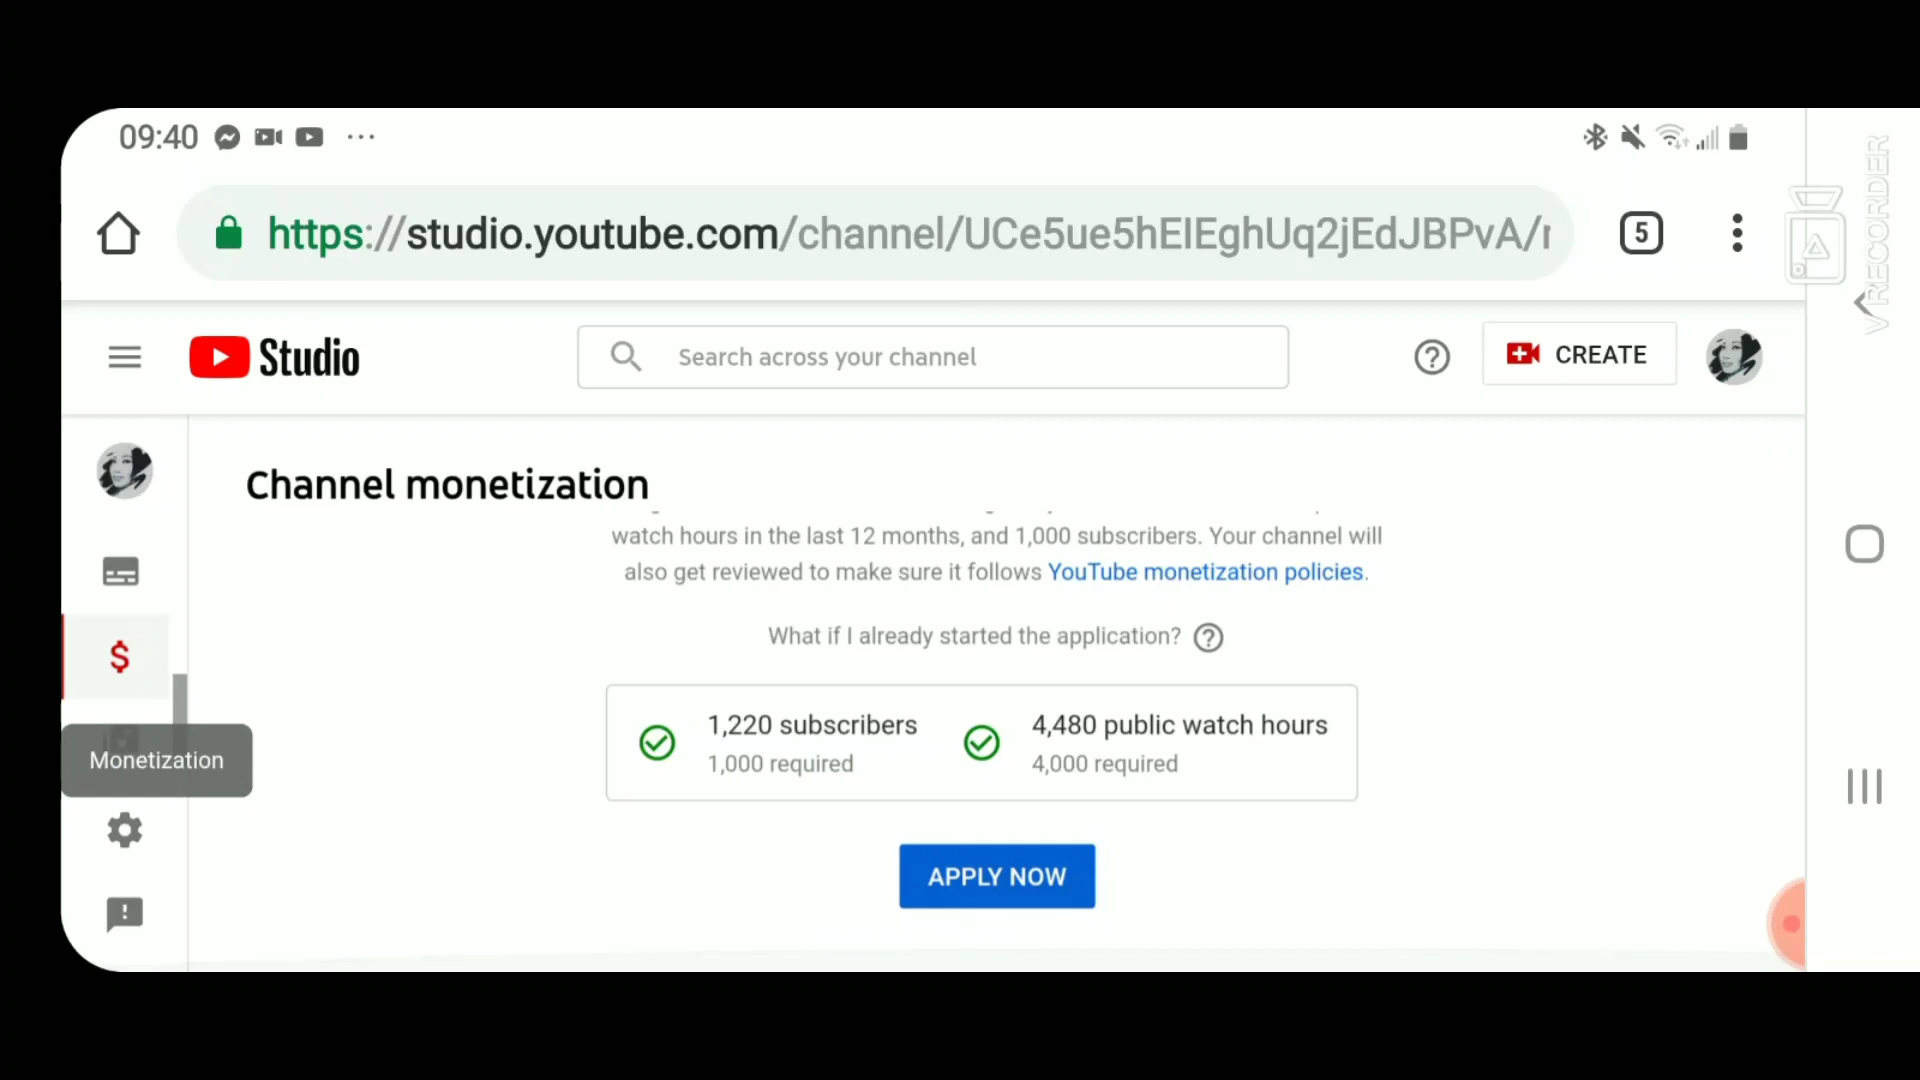 09:40
https://studio.youtube.com/channel/UCe5ue5hEIEghUq2jEdJBPvA/
5
VRECORDER
Studio
Search across your channel
CREATE
Channel monetization
watch hours in the last 12 months, and 1,000 subscribers. Your channel will
also get reviewed to make sure it follows YouTube monetization policies.
What if I already started the application?
1,220 subscribers
1,000 required
4,480 public watch hours
4,000 required
Monetization
APPLY NOW